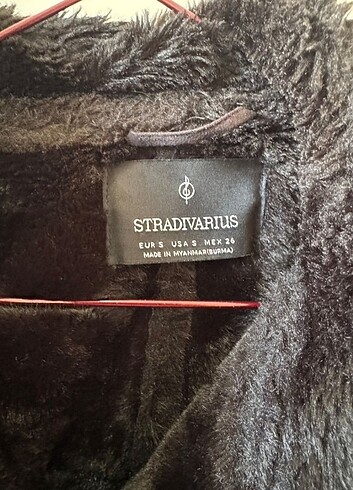 STRADIVARIUS
EUR S USA S MEX 26
MADE IN MYANMAR(BURMA)